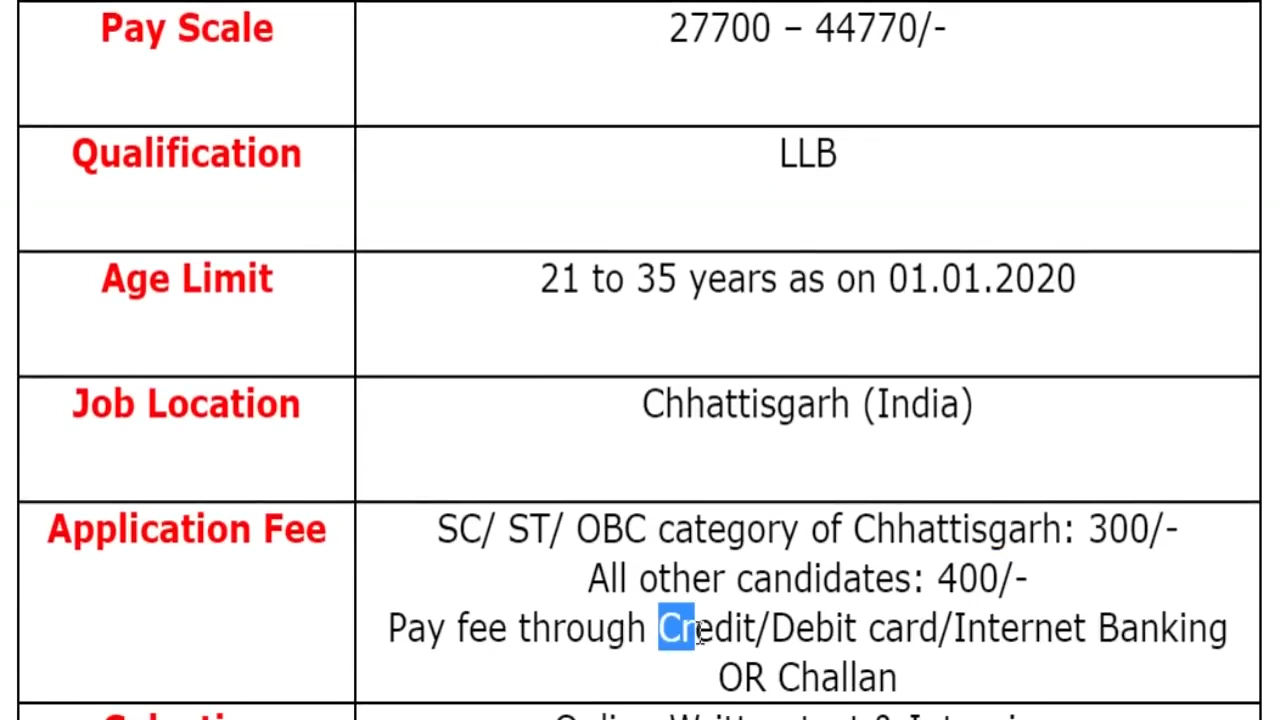 Pay Scale
27700 – 44770/-
Qualification
LLB
Age Limit
21 to 35 years as on 01.01.2020
Job Location
Chhattisgarh (India)
Application Fee
SC/ ST/ OBC category of Chhattisgarh: 300/-
All other candidates: 400/-
Pay fee through Credit/Debit card/Internet Banking
OR Challan